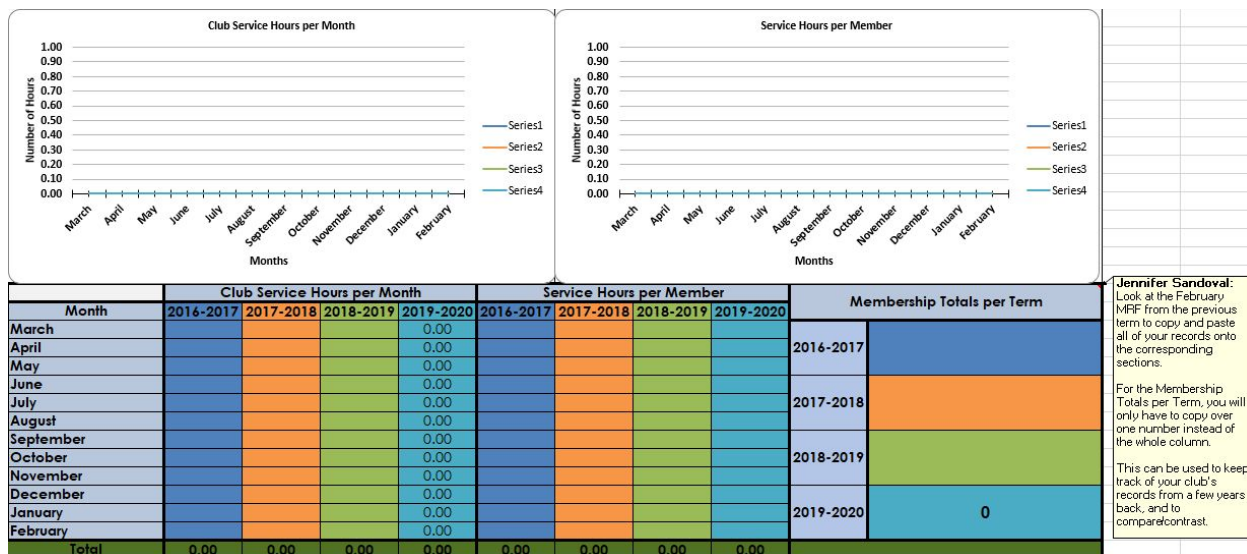 Club Service Hours per Month
Number of Hours
1.00
0.90
0.80
0.70
0.60
0.50
0.40
0.30
0.20
0.10
0.00
March April May June July August September October November December January February
Months
Series1
Series2
Series3
Series4
Service Hours per Member
Number of Hours
1.00
0.90
0.80
0.70
0.60
0.50
0.40
0.30
0.20
0.10
0.00
March April May June July August September October November December January February
Months
Series1
Series2
Series3
Series4
Club Service Hours per Month Service Hours per Member Membership Totals per Term
Month 2016-2017 2017-2018 2018-2019 2019-2020 2016-2017 2017-2018 2018-2019 2019-2020
March 0.00
April 0.00
May 0.00
June 0.00
July 0.00
August 0.00
September 0.00
October 0.00
November 0.00
December 0.00
January 0.00
February 0.00
Total 0.00 0.00 0.00 0.00 0.00 0.00 0.00 0.00
2016-2017
2017-2018
2018-2019
2019-2020 0
Jennifer Sandoval:
Look at the February
MRF from the previous
term to copy and paste
all of your records onto
the corresponding
sections.
For the Membership
Totals per Term, you will
only have to copy over
one number instead of
the whole column.
This can be used to keep
track of your club's
records from a few years
back, and to
compare/contrast.